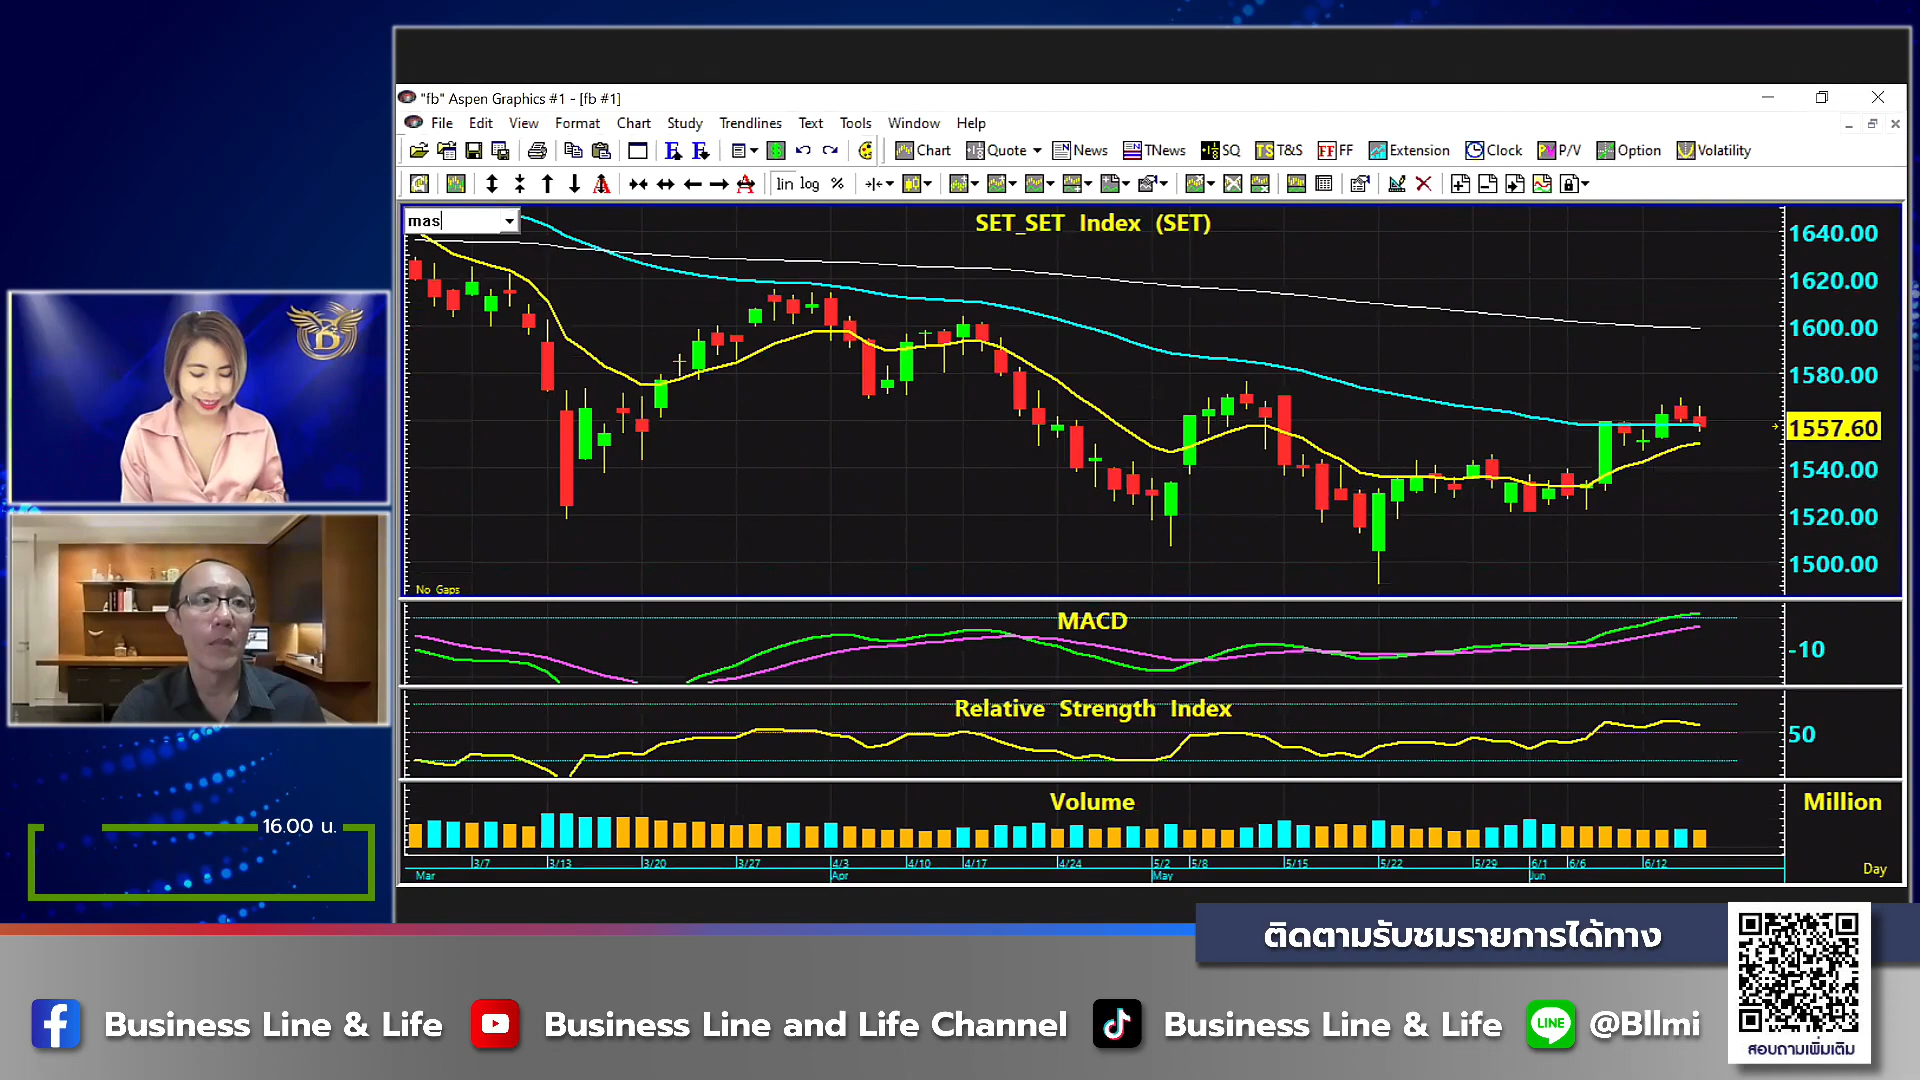 "fb" Aspen Graphics #1 - [fb #1]
File Edit View Format Chart Study Trendlines Text Tools Window Help
Chart Quote News TNews SQ T&S FF Extension Clock P/V Option Volatility
lin log %
mas
SET_SET Index (SET)
1640.00
1620.00
1600.00
1580.00
1557.60
1540.00
1520.00
1500.00
No Gaps
MACD
-10
Relative Strength Index
50
Volume
Million
3/7 3/13 3/20 3/27 4/3 4/10 4/17 4/24 5/2 5/8 5/15 5/22 5/29 6/1 6/6 6/12
Mar Apr May Jun
Day
16.00 น.
ติดตามรับชมรายการได้ทาง
Business Line & Life
Business Line and Life Channel
Business Line & Life
LINE
@Bllmi
สอบถามเพิ่มเติม